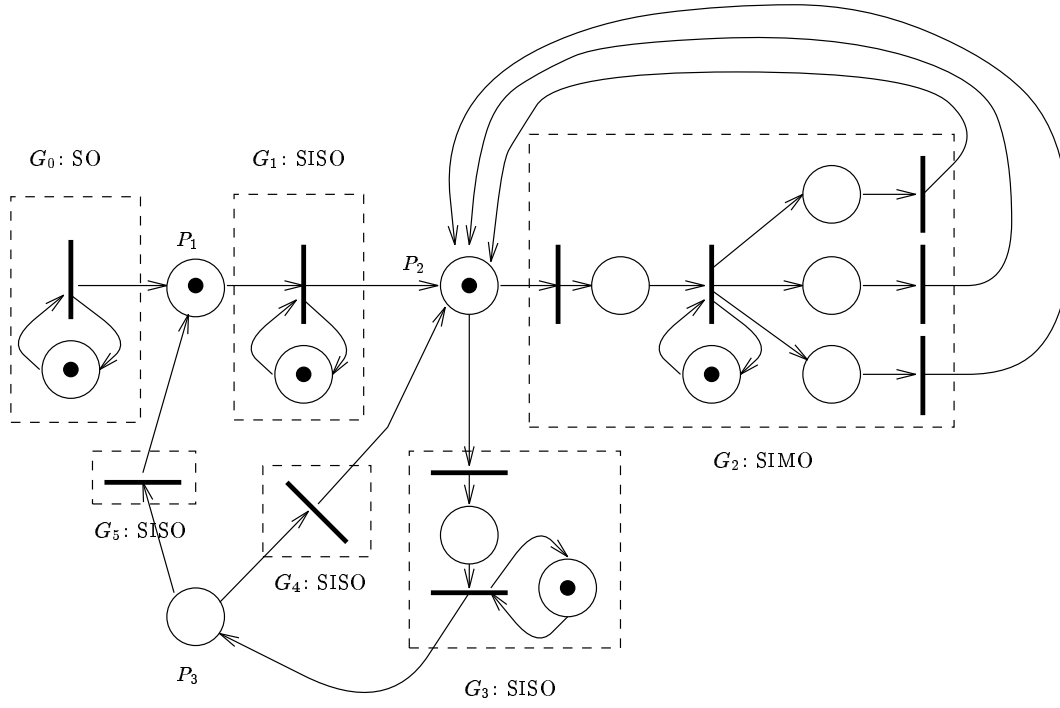 G₀: SO
G₁: SISO
P₁
P₂
G₂: SIMO
G₅: SISO
G₄: SISO
P₃
G₃: SISO